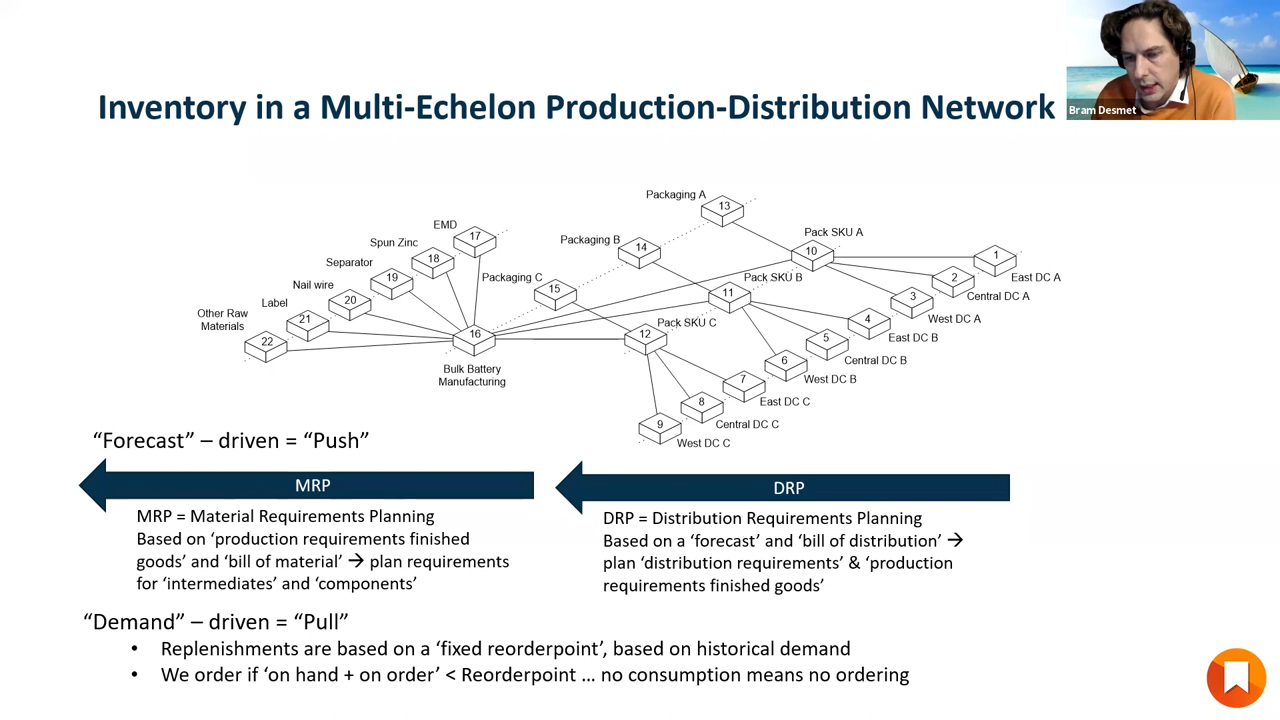 Inventory in a Multi-Echelon Production-Distribution Network
Bram Desmet
Packaging A
13
EMD
17
Pack SKU A
10
Packaging B
14
Spun Zinc
18
1
East DC A
Separator
19
Packaging C
15
Pack SKU B
11
2
Central DC A
Nail wire
20
3
West DC A
Label
21
Pack SKU C
12
4
East DC B
Other Raw
Materials
22
16
Bulk Battery
Manufacturing
5
Central DC B
6
West DC B
7
East DC C
8
Central DC C
9
West DC C
“Forecast” – driven = “Push”
MRP
DRP
MRP = Material Requirements Planning
Based on ‘production requirements finished
goods’ and ‘bill of material’ → plan requirements
for ‘intermediates’ and ‘components’
DRP = Distribution Requirements Planning
Based on a ‘forecast’ and ‘bill of distribution’ →
plan ‘distribution requirements’ & ‘production
requirements finished goods’
“Demand” – driven = “Pull”
• Replenishments are based on a ‘fixed reorderpoint’, based on historical demand
• We order if ‘on hand + on order’ < Reorderpoint … no consumption means no ordering